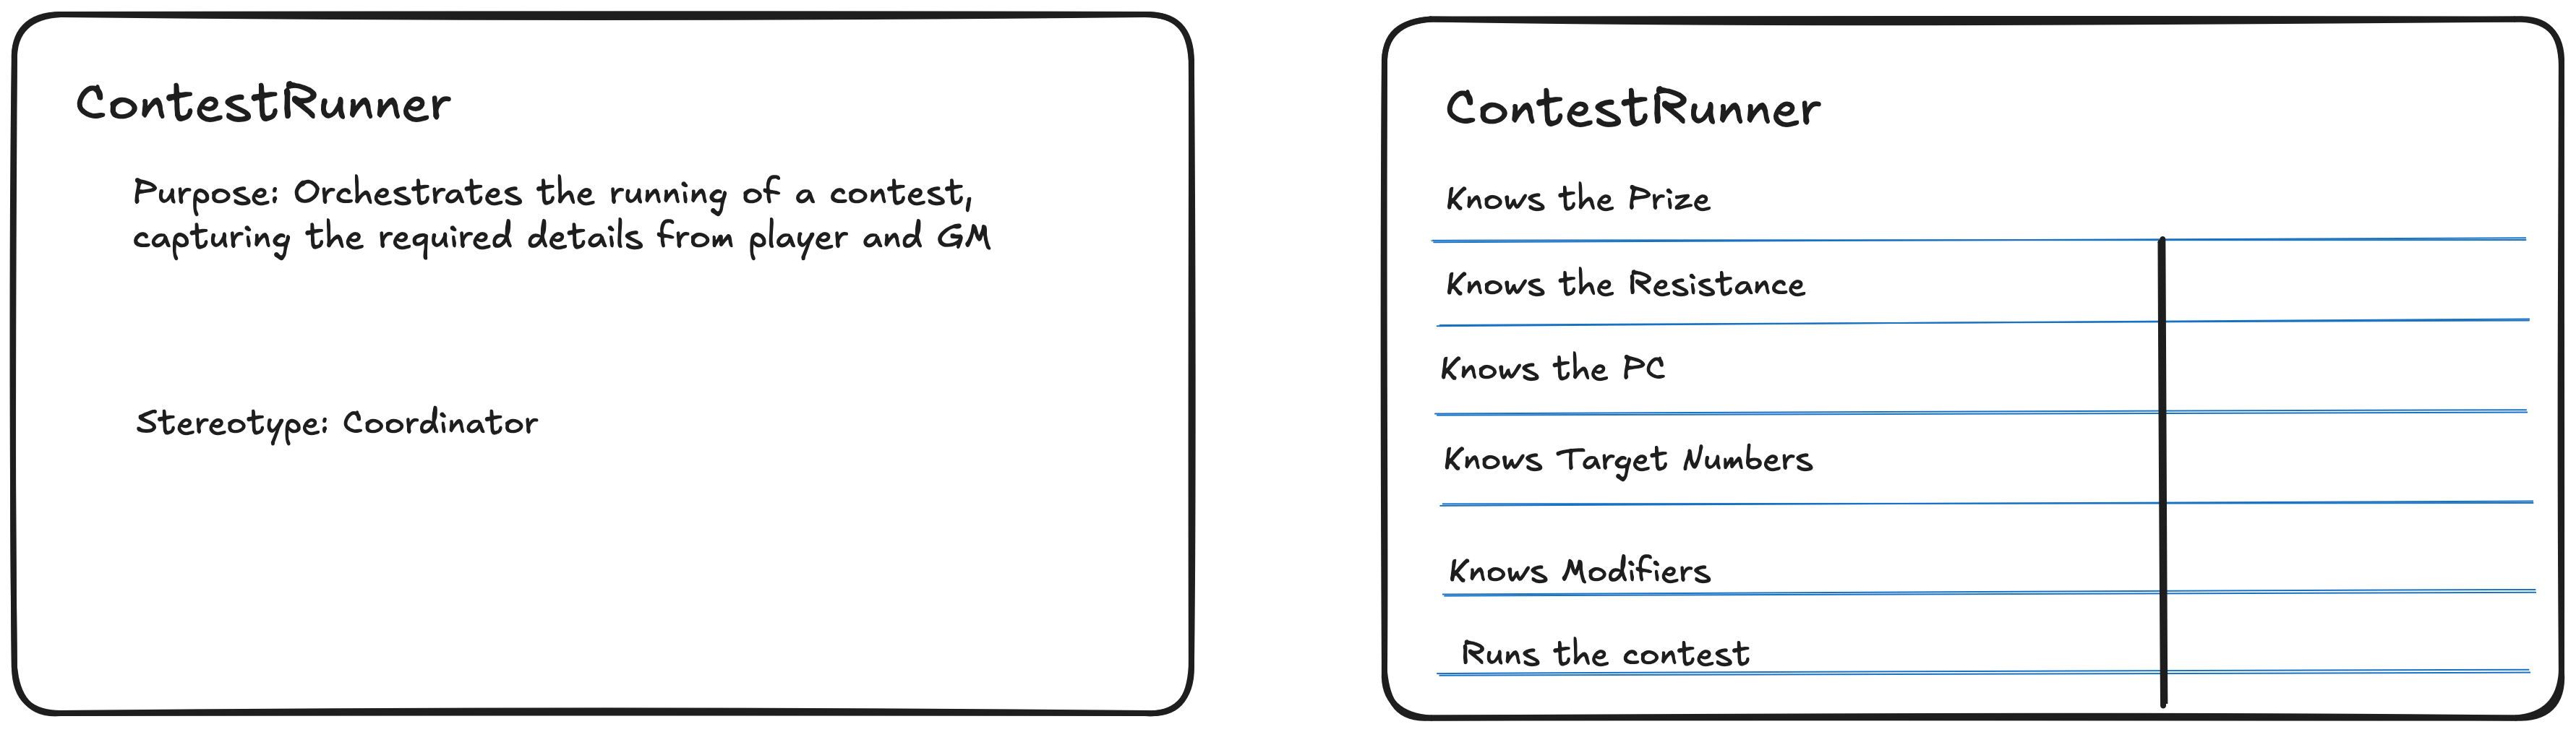 ContestRunner
Purpose: Orchestrates the running of a contest,
capturing the required details from player and GM
Stereotype: Coordinator
ContestRunner
Knows the Prize
Knows the Resistance
Knows the PC
Knows Target Numbers
Knows Modifiers
Runs the contest